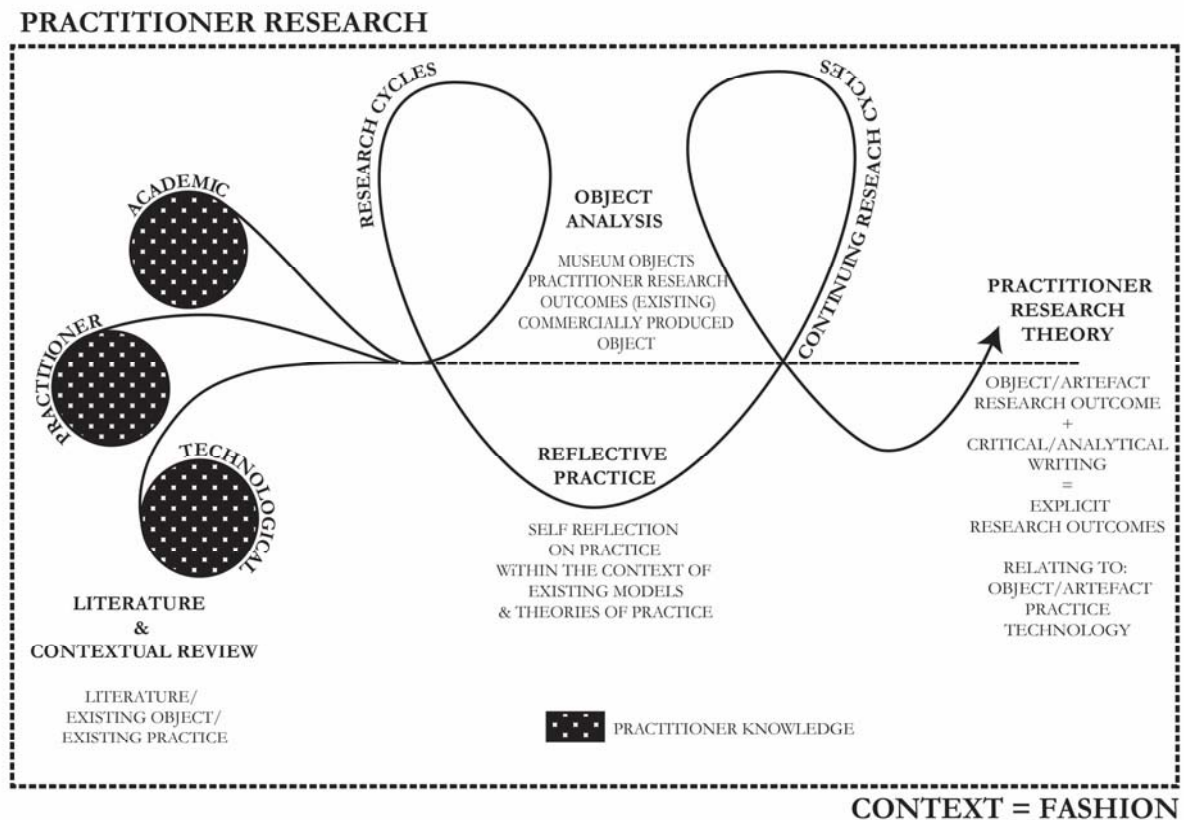 PRACTITIONER RESEARCH
ACADEMIC
PRACTITIONER
TECHNOLOGICAL
LITERATURE
&
CONTEXTUAL REVIEW
LITERATURE/
EXISTING OBJECT/
EXISTING PRACTICE
RESEARCH CYCLES
OBJECT
ANALYSIS
MUSEUM OBJECTS
PRACTITIONER RESEARCH
OUTCOMES (EXISTING)
COMMERCIALLY PRODUCED
OBJECT
REFLECTIVE
PRACTICE
SELF REFLECTION
ON PRACTICE
WiTHIN THE CONTEXT OF
EXISTING MODELS
& THEORIES OF PRACTICE
CONTINUING RESEACH CYCLES
PRACTITIONER
RESEARCH
THEORY
OBJECT/ARTEFACT
RESEARCH OUTCOME
+
CRITICAL/ANALYTICAL
WRITING
=
EXPLICIT
RESEARCH OUTCOMES
RELATING TO:
OBJECT/ARTEFACT
PRACTICE
TECHNOLOGY
PRACTITIONER KNOWLEDGE
CONTEXT = FASHION